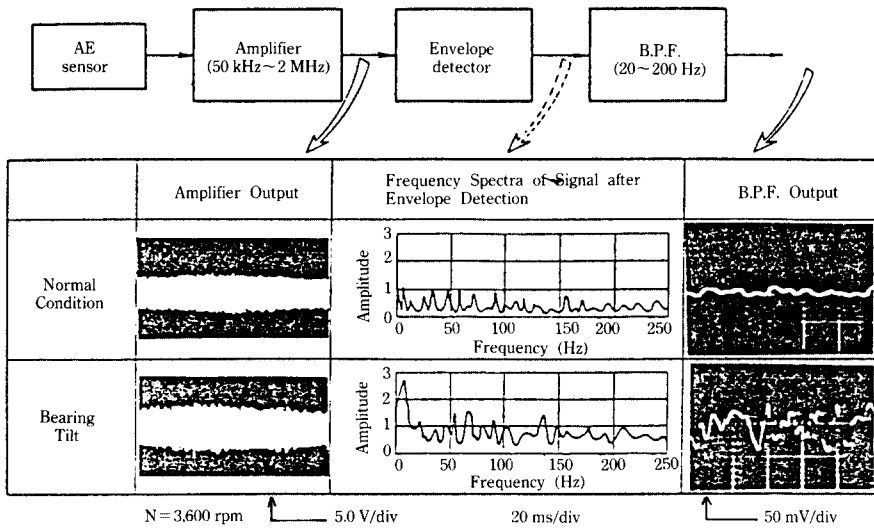 AE
sensor
Amplifier
(50 kHz~2 MHz)
Envelope
detector
B.P.F.
(20~200 Hz)
Amplifier Output
Frequency Spectra of Signal after
Envelope Detection
B.P.F. Output
Normal
Condition
Amplitude
3
2
1
0
0 50 100 150 200 250
Frequency (Hz)
Bearing
Tilt
Amplitude
3
2
1
0
0 50 100 150 200 250
Frequency (Hz)
N=3,600 rpm
5.0 V/div
20 ms/div
50 mV/div